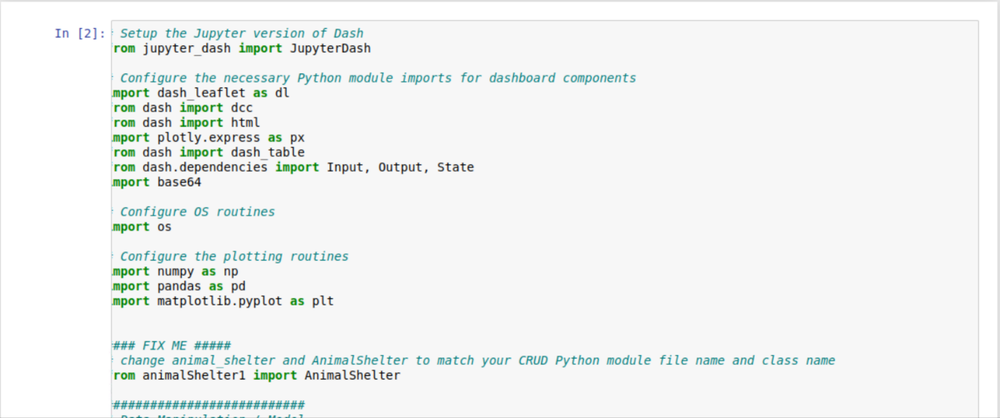 In [2]:
Setup the Jupyter version of Dash
rom jupyter_dash import JupyterDash
Configure the necessary Python module imports for dashboard components
mport dash_leaflet as dl
rom dash import dcc
rom dash import html
mport plotly.express as px
rom dash import dash_table
rom dash.dependencies import Input, Output, State
mport base64
Configure OS routines
mport os
Configure the plotting routines
mport numpy as np
mport pandas as pd
mport matplotlib.pyplot as plt
#### FIX ME #####
change animal_shelter and AnimalShelter to match your CRUD Python module file name and class name
rom animalShelter1 import AnimalShelter
##########################